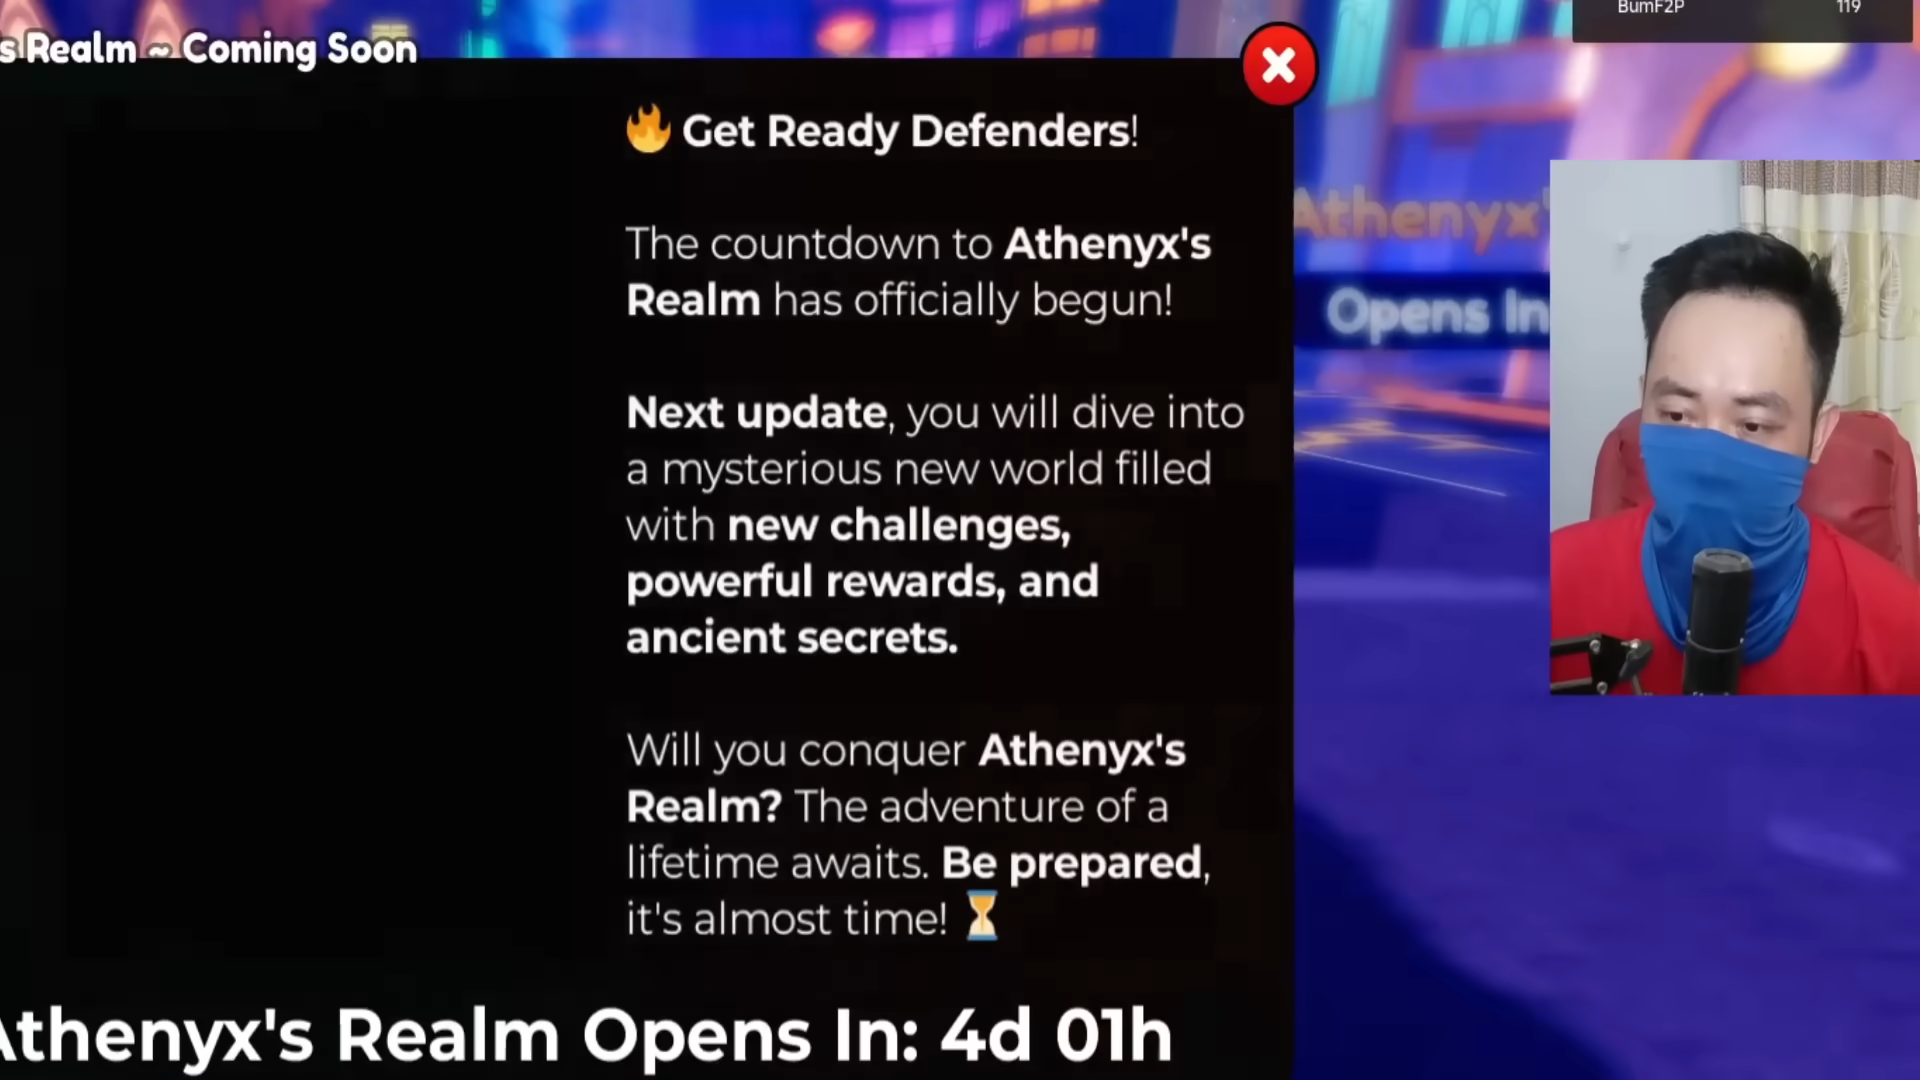 BumF2P 119
s Realm ~ Coming Soon
🔥 Get Ready Defenders!
The countdown to Athenyx's
Realm has officially begun!
Next update, you will dive into
a mysterious new world filled
with new challenges,
powerful rewards, and
ancient secrets.
Will you conquer Athenyx's
Realm? The adventure of a
lifetime awaits. Be prepared,
it's almost time! ⏳
Athenyx's Realm Opens In: 4d 01h
Athenyx'
Opens In